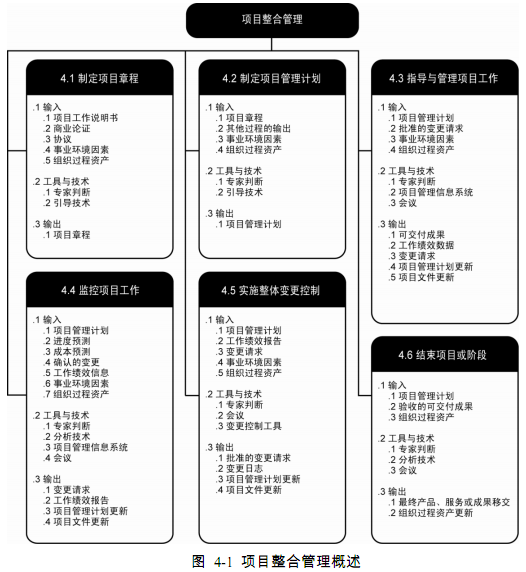 项目整合管理
4.1 制定项目章程
.1 输入
.1 项目工作说明书
.2 商业论证
.3 协议
.4 事业环境因素
.5 组织过程资产
.2 工具与技术
.1 专家判断
.2 引导技术
.3 输出
.1 项目章程
4.2 制定项目管理计划
.1 输入
.1 项目章程
.2 其他过程的输出
.3 事业环境因素
.4 组织过程资产
.2 工具与技术
.1 专家判断
.2 引导技术
.3 输出
.1 项目管理计划
4.3 指导与管理项目工作
.1 输入
.1 项目管理计划
.2 批准的变更请求
.3 事业环境因素
.4 组织过程资产
.2 工具与技术
.1 专家判断
.2 项目管理信息系统
.3 会议
.3 输出
.1 可交付成果
.2 工作绩效数据
.3 变更请求
.4 项目管理计划更新
.5 项目文件更新
4.4 监控项目工作
.1 输入
.1 项目管理计划
.2 进度预测
.3 成本预测
.4 确认的变更
.5 工作绩效信息
.6 事业环境因素
.7 组织过程资产
.2 工具与技术
.1 专家判断
.2 分析技术
.3 项目管理信息系统
.4 会议
.3 输出
.1 变更请求
.2 工作绩效报告
.3 项目管理计划更新
.4 项目文件更新
4.5 实施整体变更控制
.1 输入
.1 项目管理计划
.2 工作绩效报告
.3 变更请求
.4 事业环境因素
.5 组织过程资产
.2 工具与技术
.1 专家判断
.2 会议
.3 变更控制工具
.3 输出
.1 批准的变更请求
.2 变更日志
.3 项目管理计划更新
.4 项目文件更新
4.6 结束项目或阶段
.1 输入
.1 项目管理计划
.2 验收的可交付成果
.3 组织过程资产
.2 工具与技术
.1 专家判断
.2 分析技术
.3 会议
.3 输出
.1 最终产品、服务或成果移交
.2 组织过程资产更新
图 4-1 项目整合管理概述